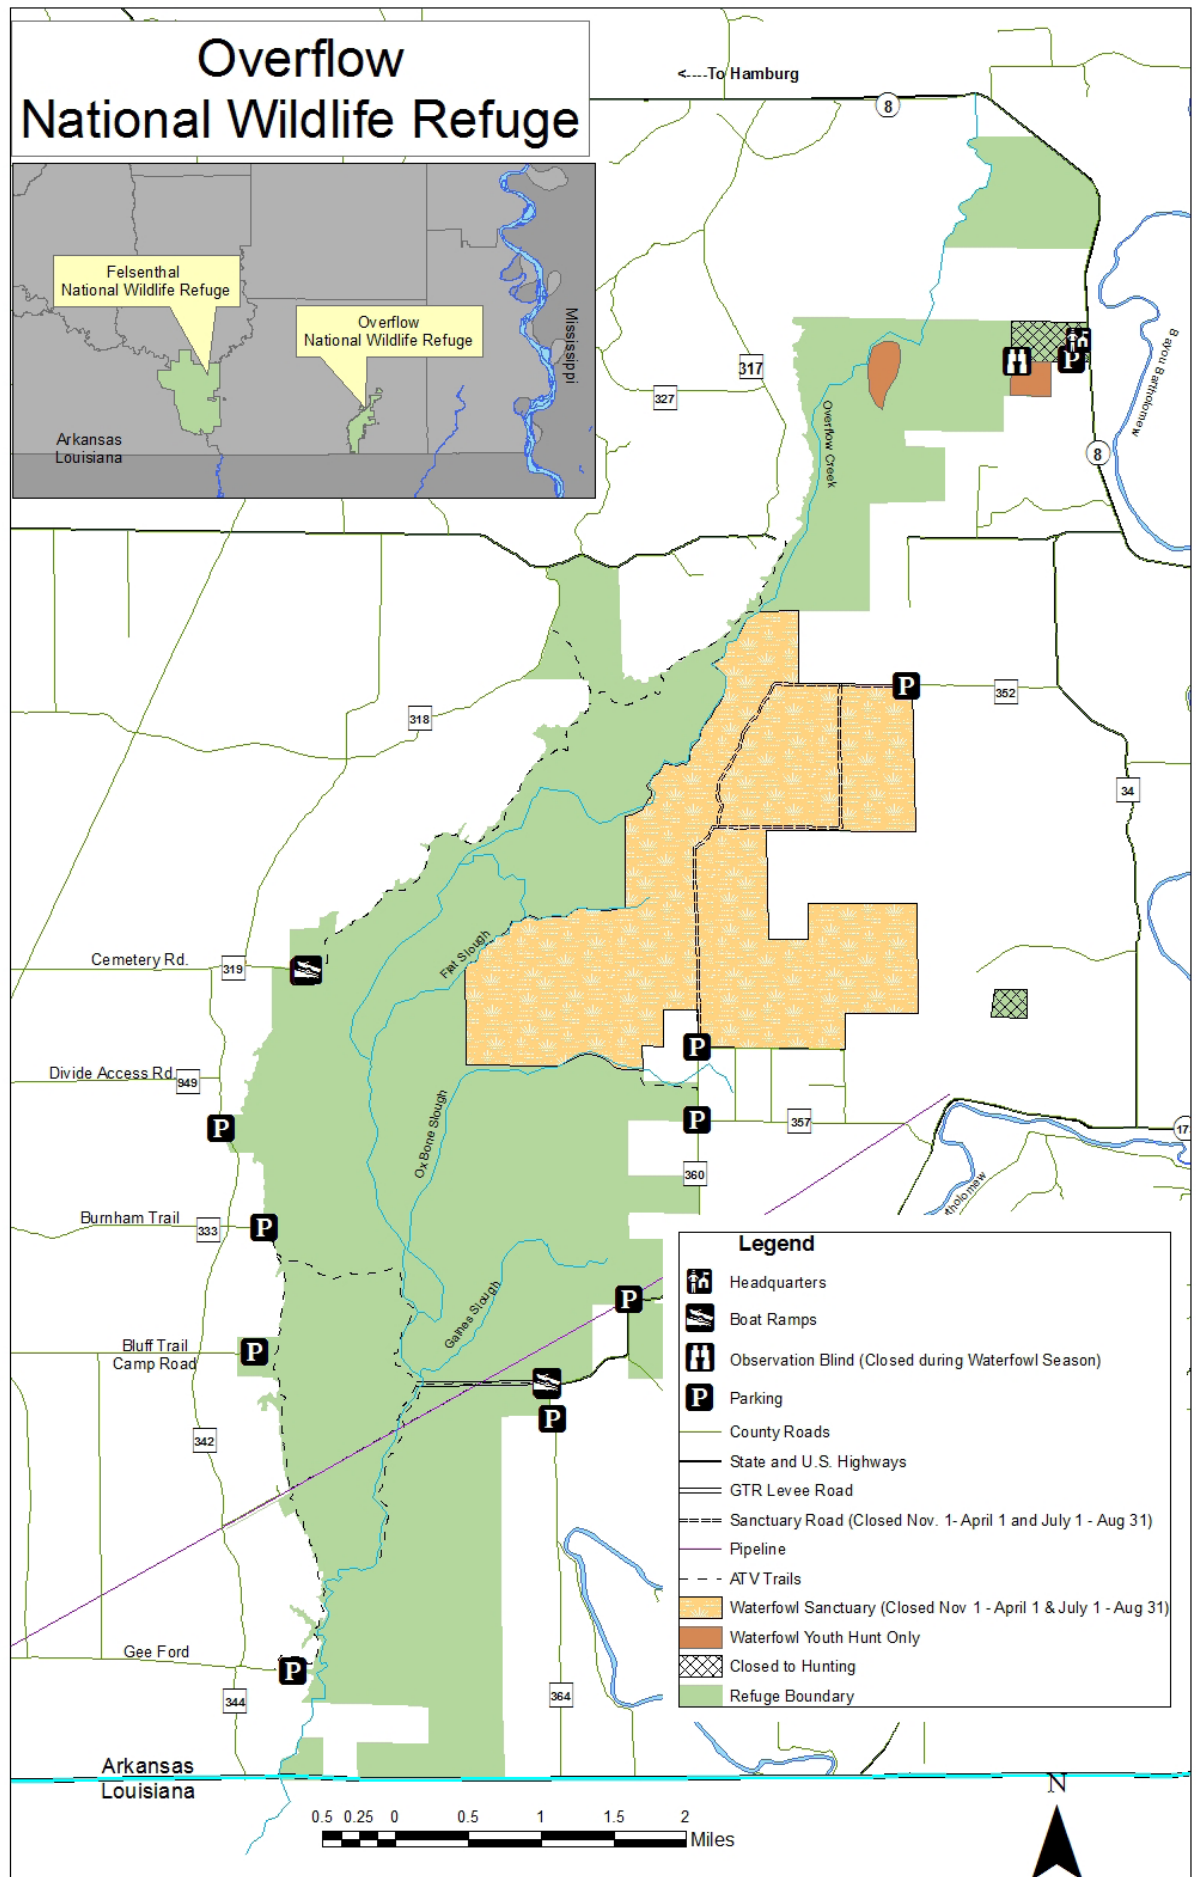 Overflow
National Wildlife Refuge
<----To Hamburg
8
Felsenthal
National Wildlife Refuge
Overflow
National Wildlife Refuge
Mississippi
Arkansas
Louisiana
317
327
Overflow Creek
P
Bayou Bartholomew
8
P
352
318
34
Cemetery Rd.
319
Flat Slough
P
Divide Access Rd.
949
P
Ox Bone Slough
P
357
360
17
tholomew
Burnham Trail
333
P
Gaines Slough
P
Bluff Trail
Camp Road
P
P
342
Gee Ford
P
344
364
Legend
Headquarters
Boat Ramps
Observation Blind (Closed during Waterfowl Season)
P Parking
County Roads
State and U.S. Highways
GTR Levee Road
Sanctuary Road (Closed Nov. 1- April 1 and July 1 - Aug 31)
Pipeline
ATV Trails
Waterfowl Sanctuary (Closed Nov 1 - April 1 & July 1 - Aug 31)
Waterfowl Youth Hunt Only
Closed to Hunting
Refuge Boundary
Arkansas
Louisiana
N
0.5 0.25 0 0.5 1 1.5 2
Miles